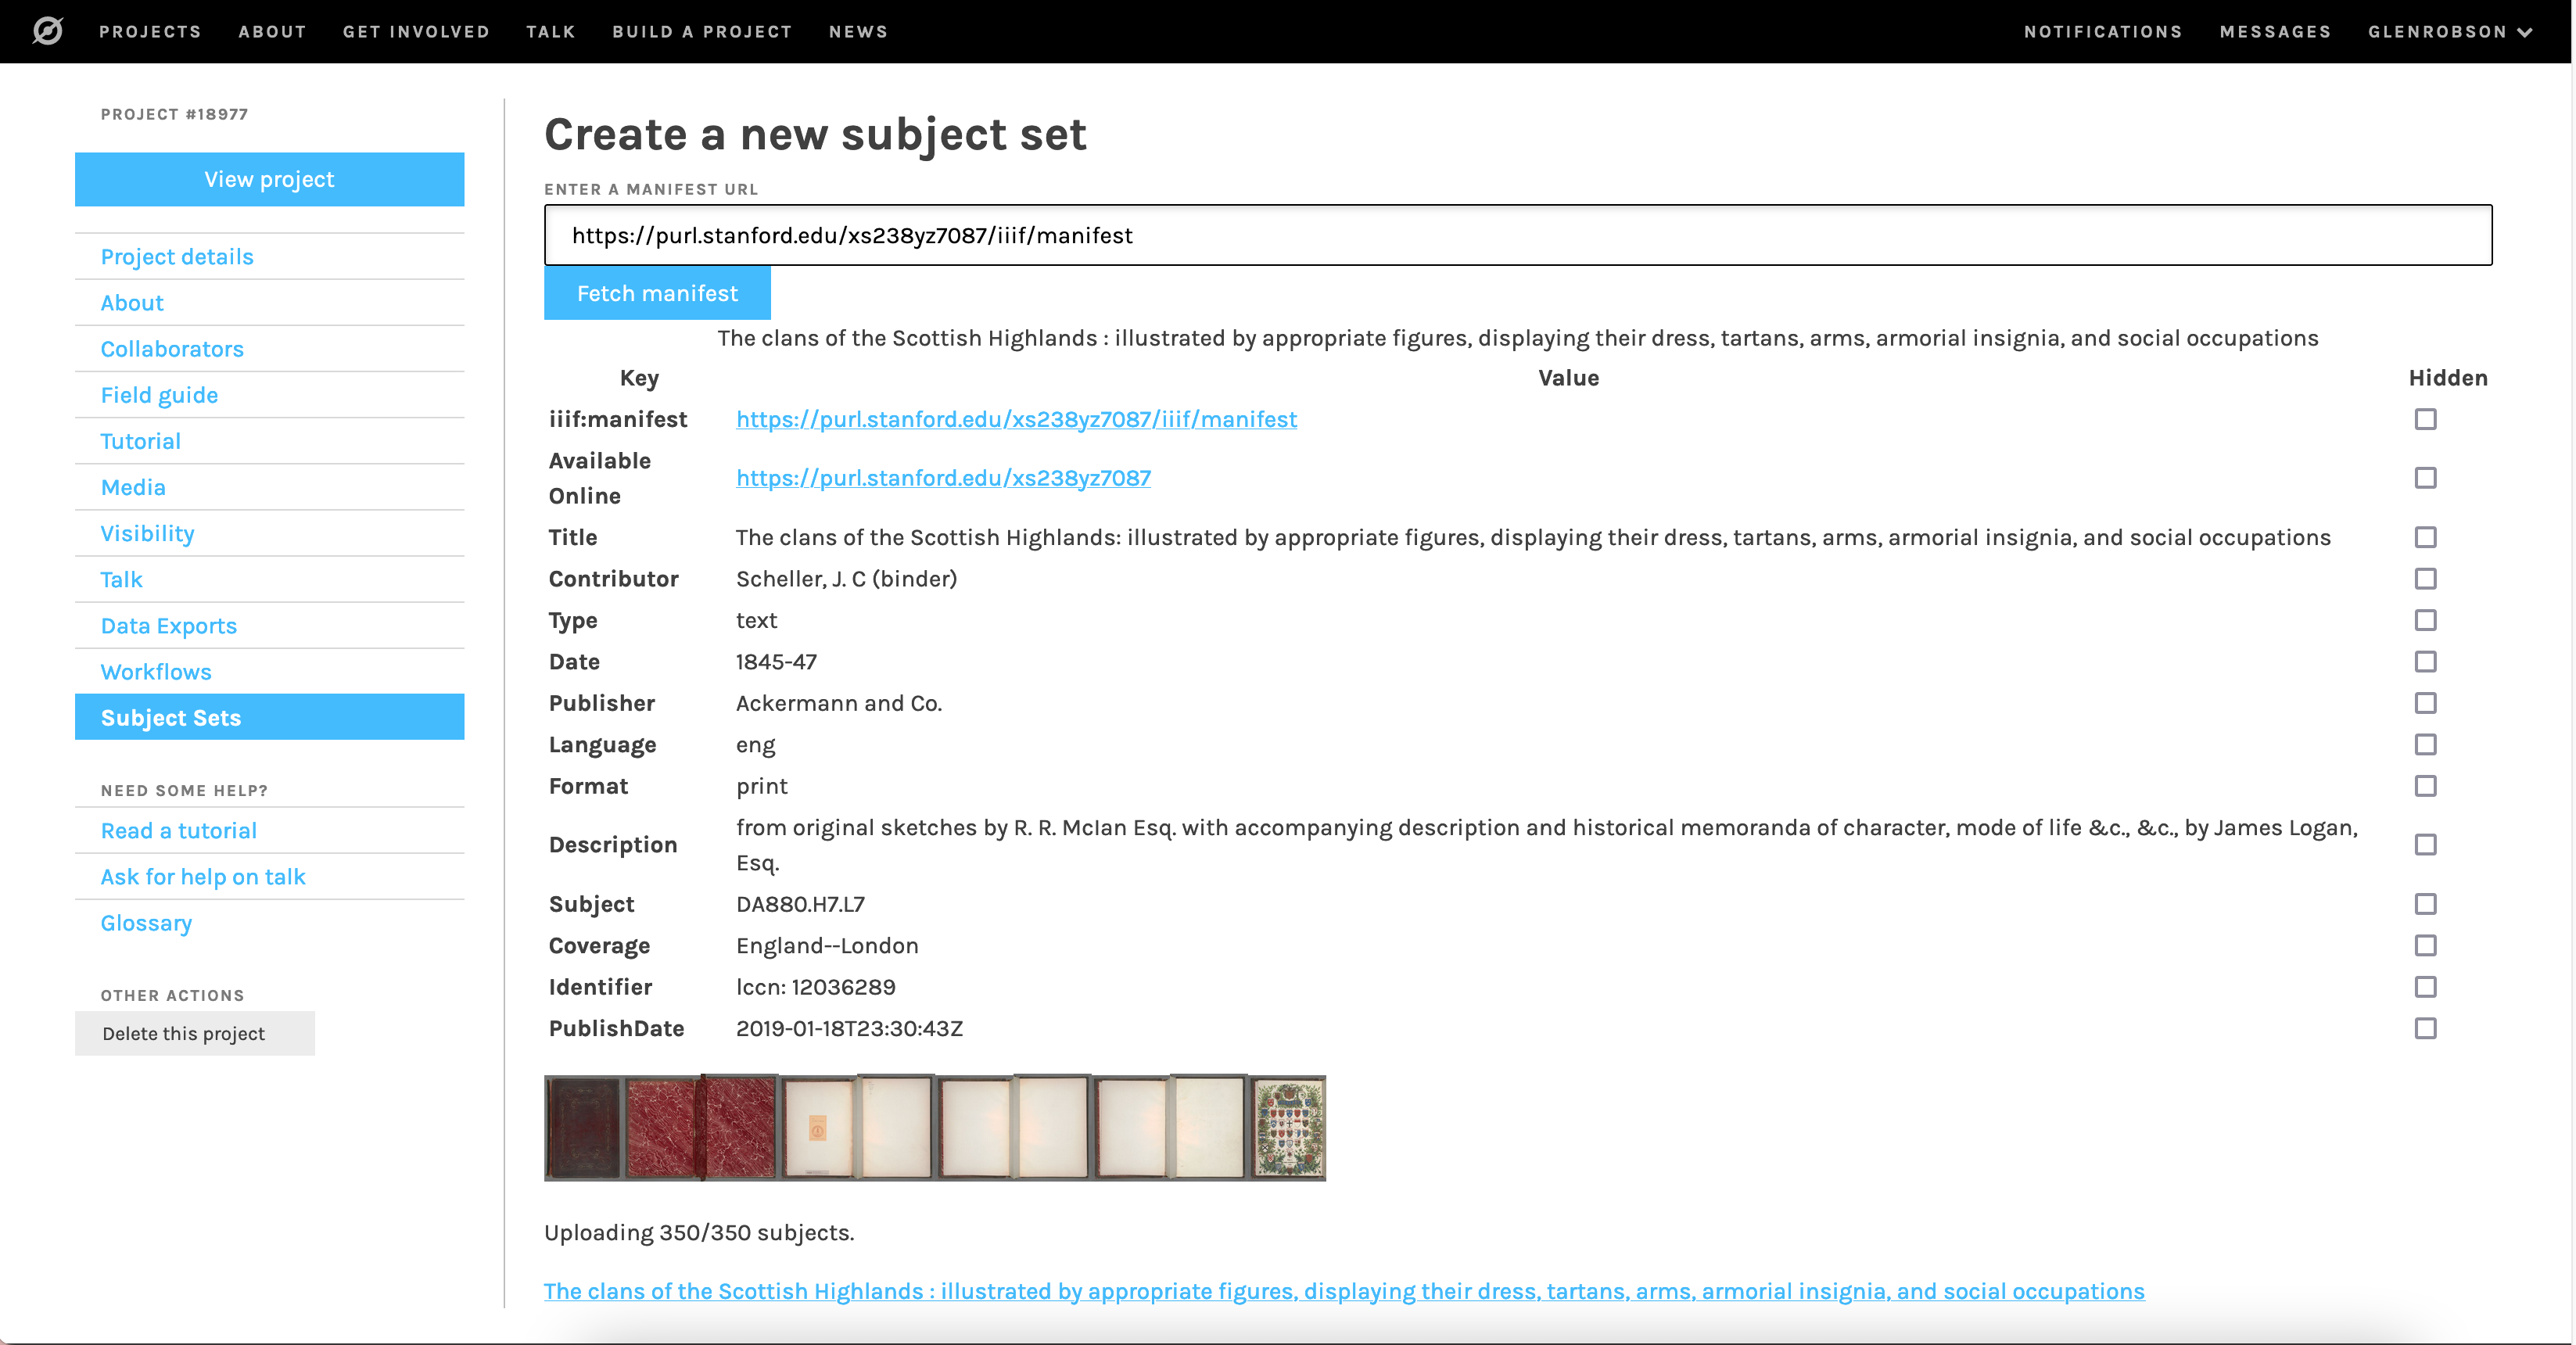 PROJECTS ABOUT GET INVOLVED TALK BUILD A PROJECT NEWS NOTIFICATIONS MESSAGES GLENROBSON
PROJECT #18977
View project
Project details
About
Collaborators
Field guide
Tutorial
Media
Visibility
Talk
Data Exports
Workflows
Subject Sets
NEED SOME HELP?
Read a tutorial
Ask for help on talk
Glossary
OTHER ACTIONS
Delete this project
Create a new subject set
ENTER A MANIFEST URL
https://purl.stanford.edu/xs238yz7087/iiif/manifest
Fetch manifest
The clans of the Scottish Highlands : illustrated by appropriate figures, displaying their dress, tartans, arms, armorial insignia, and social occupations
Key Value Hidden
iiif:manifest https://purl.stanford.edu/xs238yz7087/iiif/manifest
Available
Online https://purl.stanford.edu/xs238yz7087
Title The clans of the Scottish Highlands: illustrated by appropriate figures, displaying their dress, tartans, arms, armorial insignia, and social occupations
Contributor Scheller, J. C (binder)
Type text
Date 1845-47
Publisher Ackermann and Co.
Language eng
Format print
Description from original sketches by R. R. McIan Esq. with accompanying description and historical memoranda of character, mode of life &c., &c., by James Logan,
Esq.
Subject DA880.H7.L7
Coverage England--London
Identifier lccn: 12036289
PublishDate 2019-01-18T23:30:43Z
Uploading 350/350 subjects.
The clans of the Scottish Highlands : illustrated by appropriate figures, displaying their dress, tartans, arms, armorial insignia, and social occupations